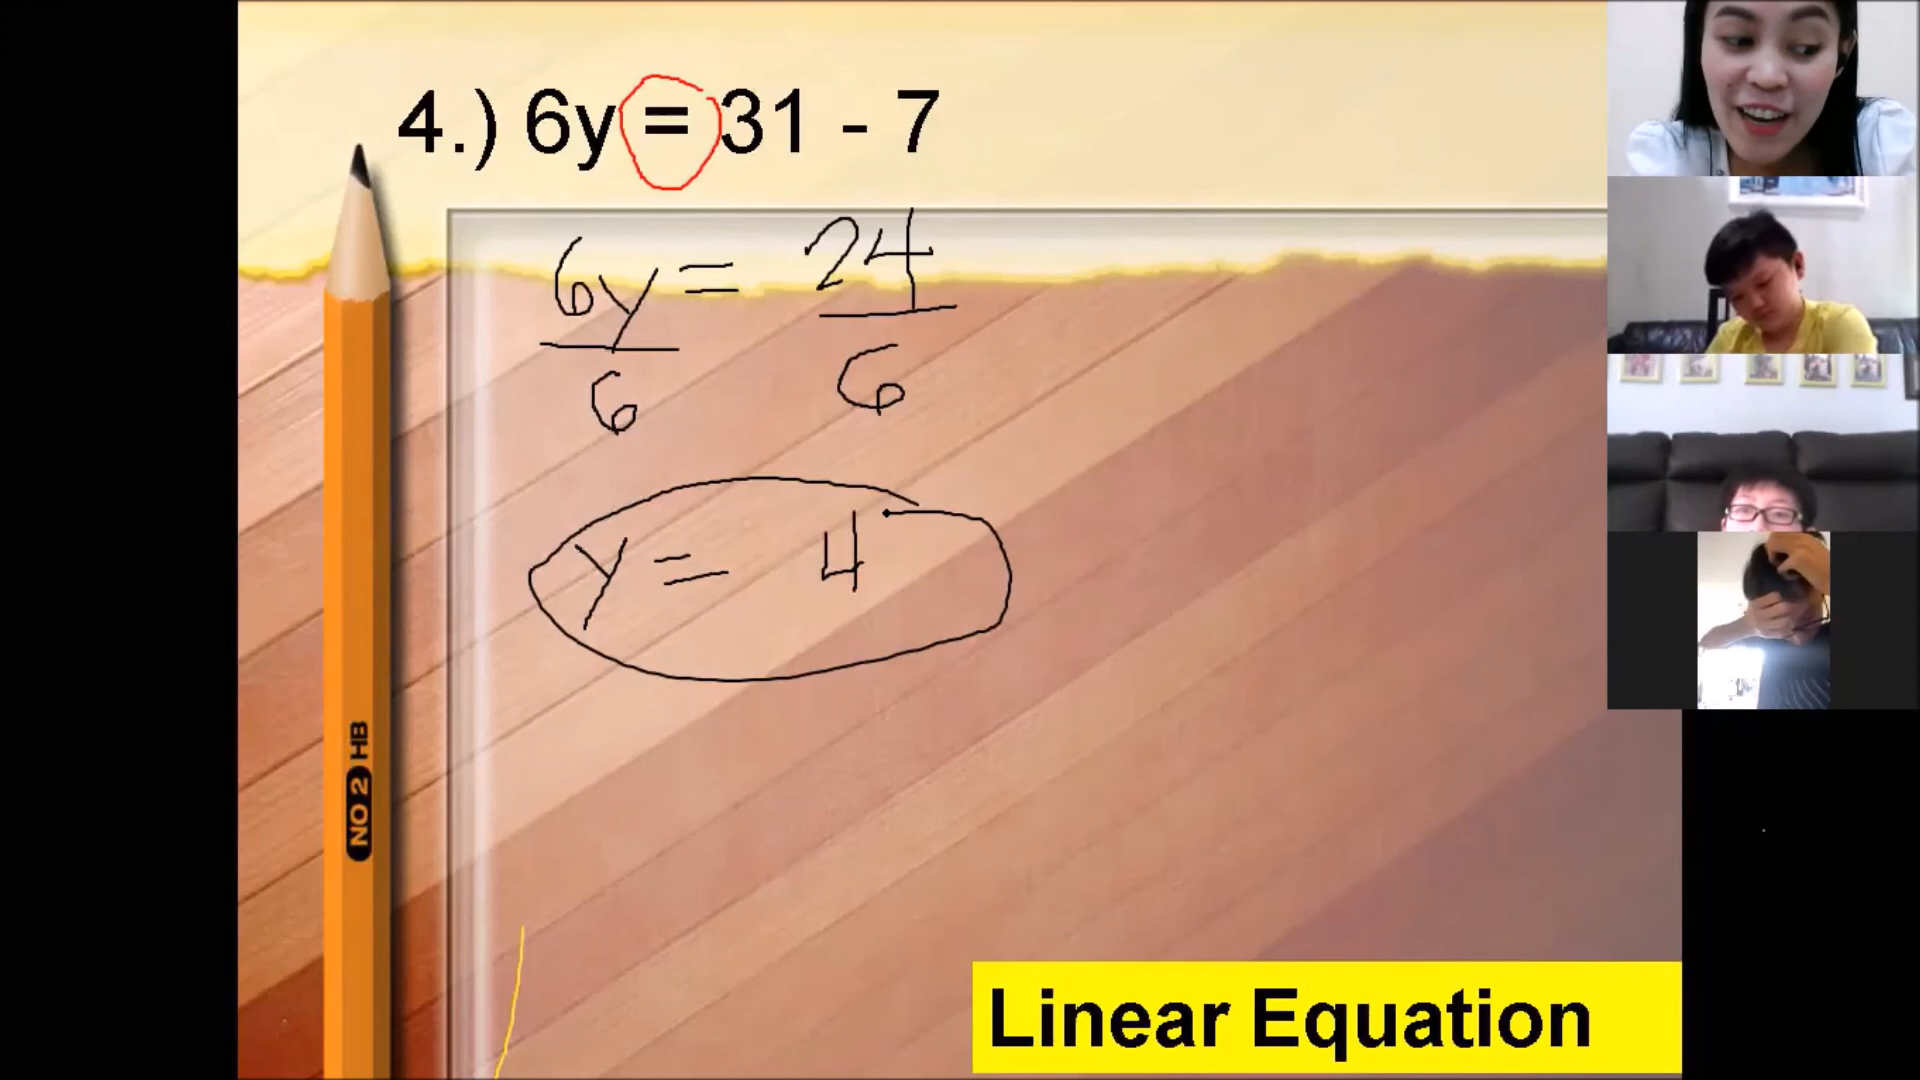 4.) 6y = 31 - 7
6y = 24
6 6
y = 4
NO 2 HB
Linear Equation